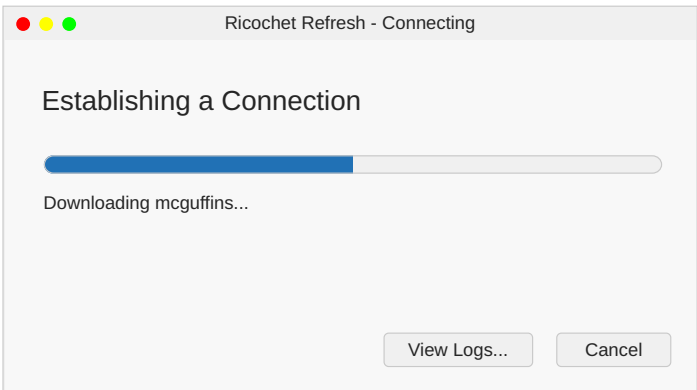 Ricochet Refresh - Connecting
Establishing a Connection
Downloading mcguffins...
View Logs...
Cancel